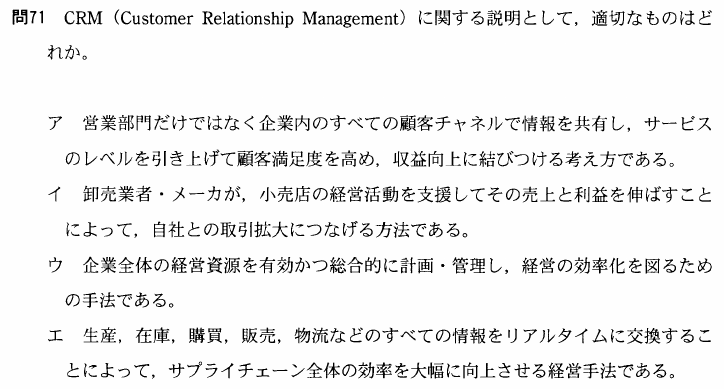 問71 CRM（Customer Relationship Management）に関する説明として，適切なものはど
れか。
ア 営業部門だけではなく企業内のすべての顧客チャネルで情報を共有し，サービス
のレベルを引き上げて顧客満足度を高め，収益向上に結びつける考え方である。
イ 卸売業者・メーカが，小売店の経営活動を支援してその売上と利益を伸ばすこと
によって，自社との取引拡大につなげる方法である。
ウ 企業全体の経営資源を有効かつ総合的に計画・管理し，経営の効率化を図るため
の手法である。
エ 生産，在庫，購買，販売，物流などのすべての情報をリアルタイムに交換するこ
とによって，サプライチェーン全体の効率を大幅に向上させる経営手法である。